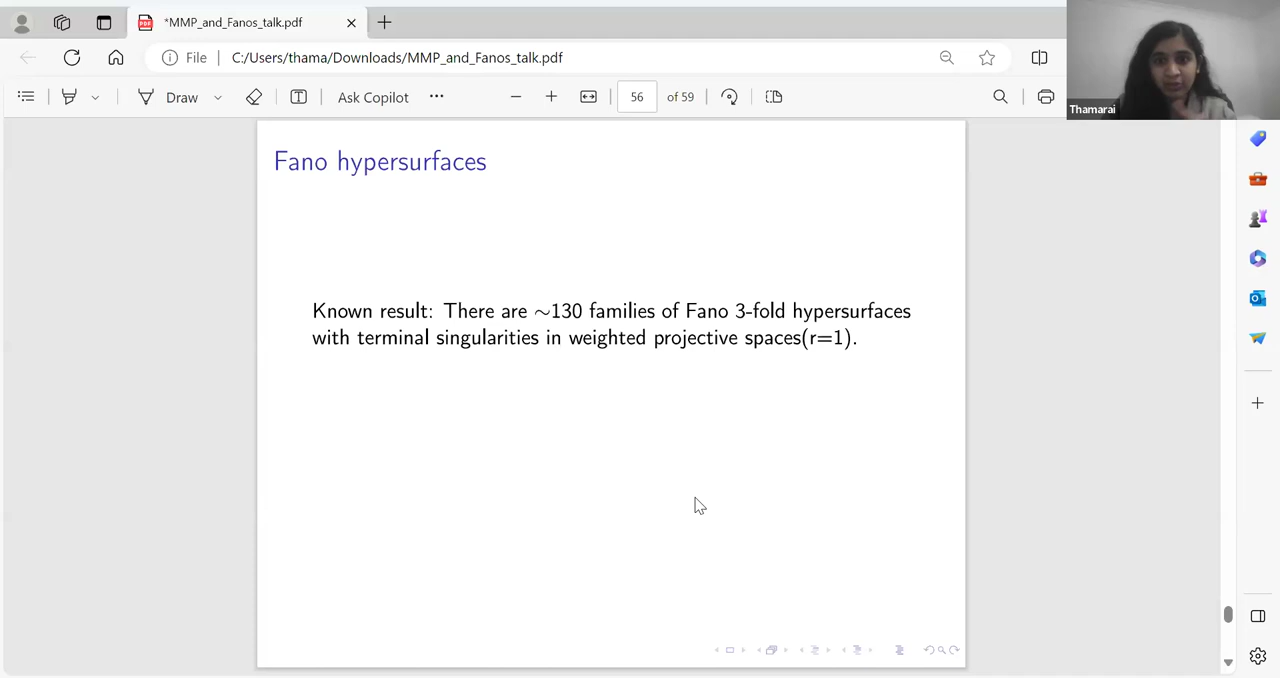 *MMP_and_Fanos_talk.pdf
File
C:/Users/thama/Downloads/MMP_and_Fanos_talk.pdf
Draw
Ask Copilot
56
of 59
Thamarai
Fano hypersurfaces
Known result: There are ∼130 families of Fano 3-fold hypersurfaces
with terminal singularities in weighted projective spaces(r=1).